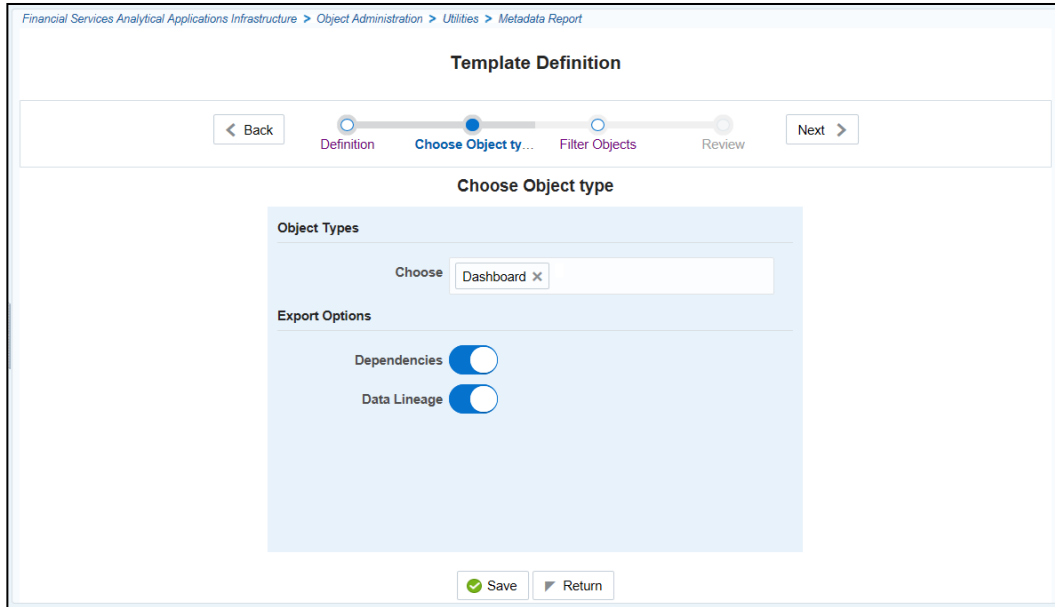 Financial Services Analytical Applications Infrastructure > Object Administration > Utilities > Metadata Report
Template Definition
Back
Definition
Choose Object ty...
Filter Objects
Review
Next
Choose Object type
Object Types
Choose
Dashboard
Export Options
Dependencies
Data Lineage
Save
Return